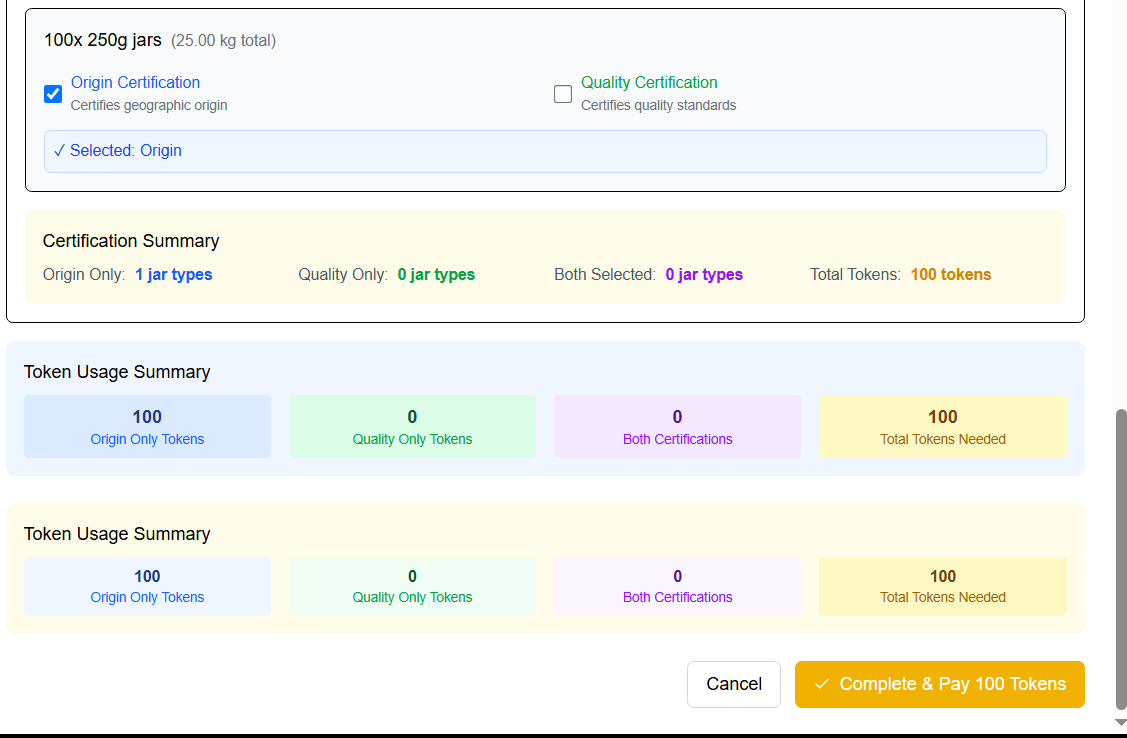 100x 250g jars (25.00 kg total)
Origin Certification
Certifies geographic origin
Quality Certification
Certifies quality standards
✓ Selected: Origin
Certification Summary
Origin Only: 1 jar types
Quality Only: 0 jar types
Both Selected: 0 jar types
Total Tokens: 100 tokens
Token Usage Summary
100
Origin Only Tokens
0
Quality Only Tokens
0
Both Certifications
100
Total Tokens Needed
Token Usage Summary
100
Origin Only Tokens
0
Quality Only Tokens
0
Both Certifications
100
Total Tokens Needed
Cancel
✓ Complete & Pay 100 Tokens